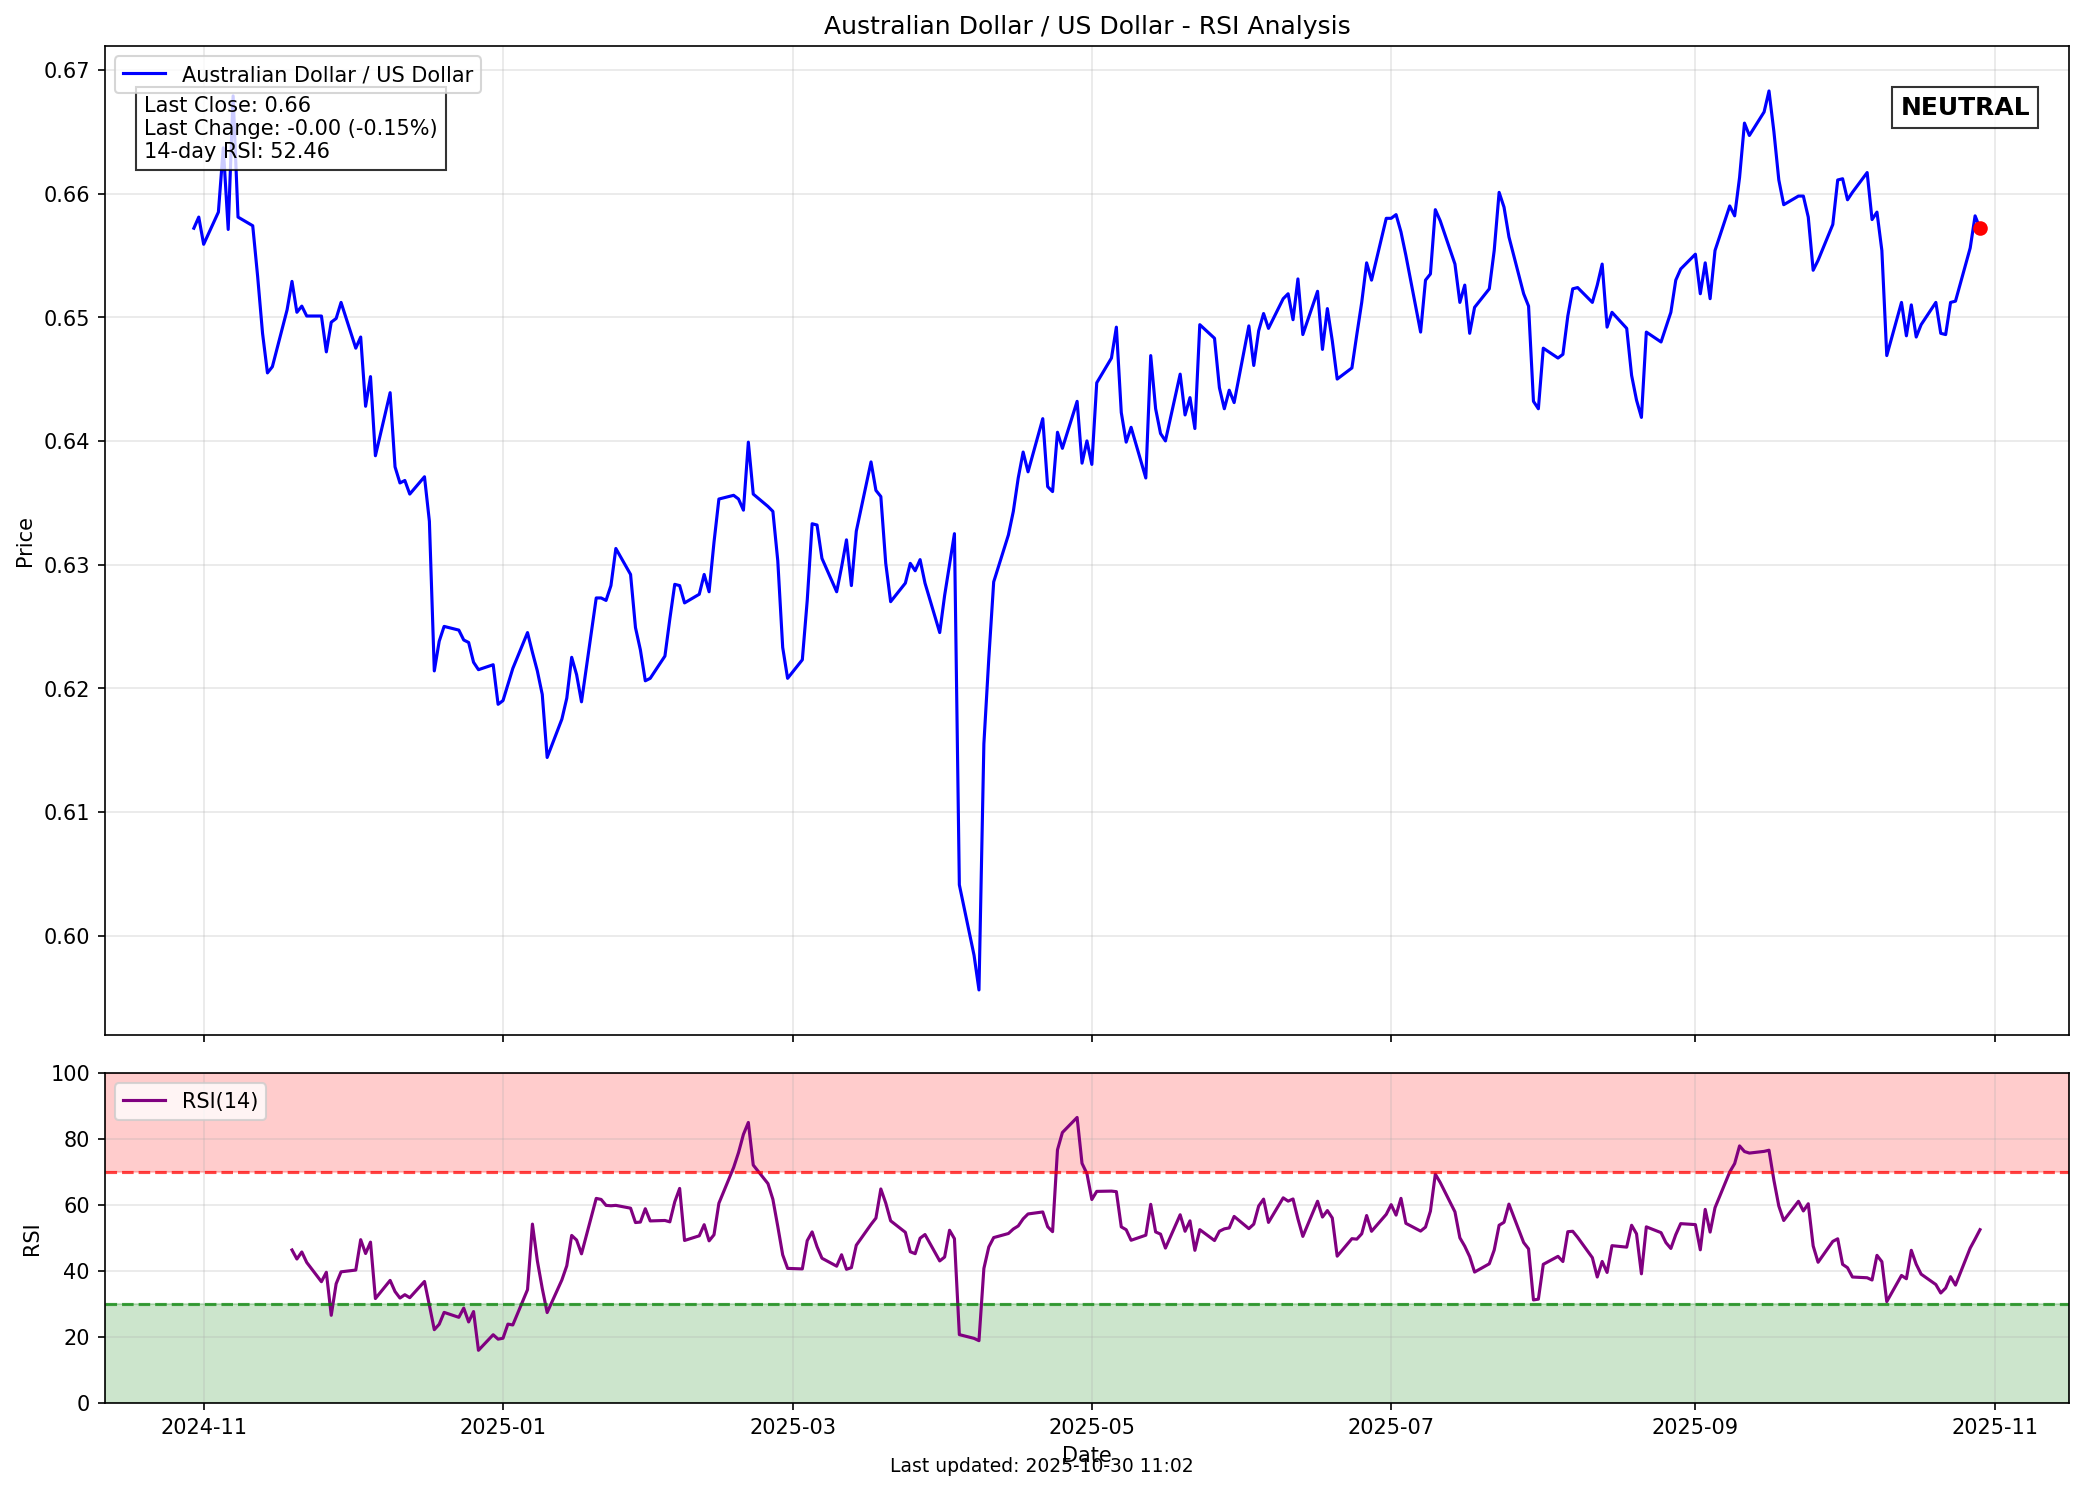 Australian Dollar / US Dollar - RSI Analysis
Australian Dollar / US Dollar
Last Close: 0.66
Last Change: -0.00 (-0.15%)
14-day RSI: 52.46
NEUTRAL
0.67
0.66
0.65
0.64
0.63
0.62
0.61
0.60
Price
RSI(14)
100
80
60
40
20
0
RSI
2024-11
2025-01
2025-03
2025-05
2025-07
2025-09
2025-11
Date
Last updated: 2025-10-30 11:02